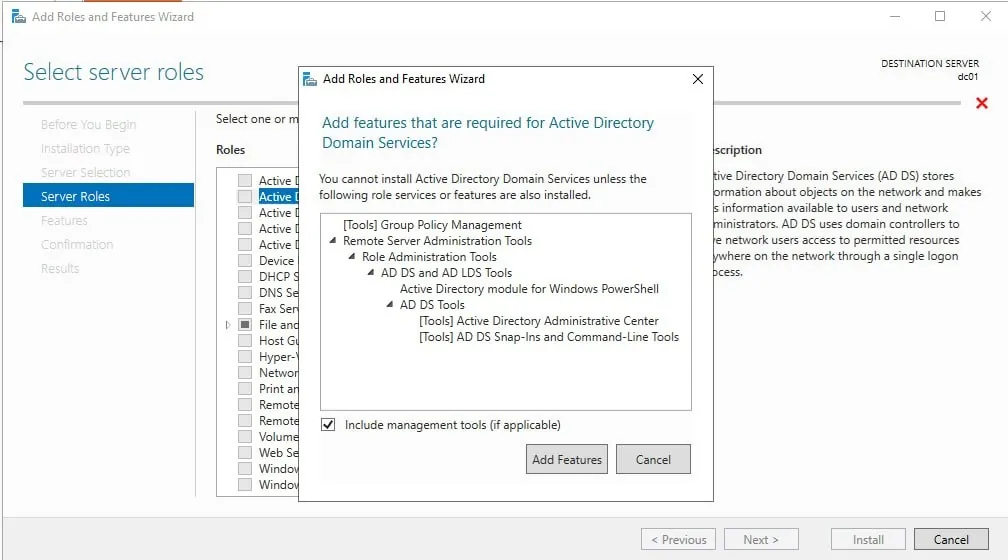 Add Roles and Features Wizard
Select server roles
DESTINATION SERVER
dc01
Before You Begin
Installation Type
Server Selection
Server Roles
Features
Confirmation
Results
Select one or m
Roles
Active D
Active D
Active D
Active D
Active D
Device
DHCP S
DNS Se
Fax Serv
File and
Host Gu
Hyper-V
Networ
Print an
Remote
Remote
Volume
Web Se
Window
Window
Add Roles and Features Wizard
Add features that are required for Active Directory
Domain Services?
You cannot install Active Directory Domain Services unless the
following role services or features are also installed.
[Tools] Group Policy Management
Remote Server Administration Tools
Role Administration Tools
AD DS and AD LDS Tools
Active Directory module for Windows PowerShell
AD DS Tools
[Tools] Active Directory Administrative Center
[Tools] AD DS Snap-Ins and Command-Line Tools
Include management tools (if applicable)
Add Features
Cancel
escription
tive Directory Domain Services (AD DS) stores
formation about objects on the network and makes
s information available to users and network
ministrators. AD DS uses domain controllers to
ve network users access to permitted resources
ywhere on the network through a single logon
ocess.
< Previous
Next >
Install
Cancel